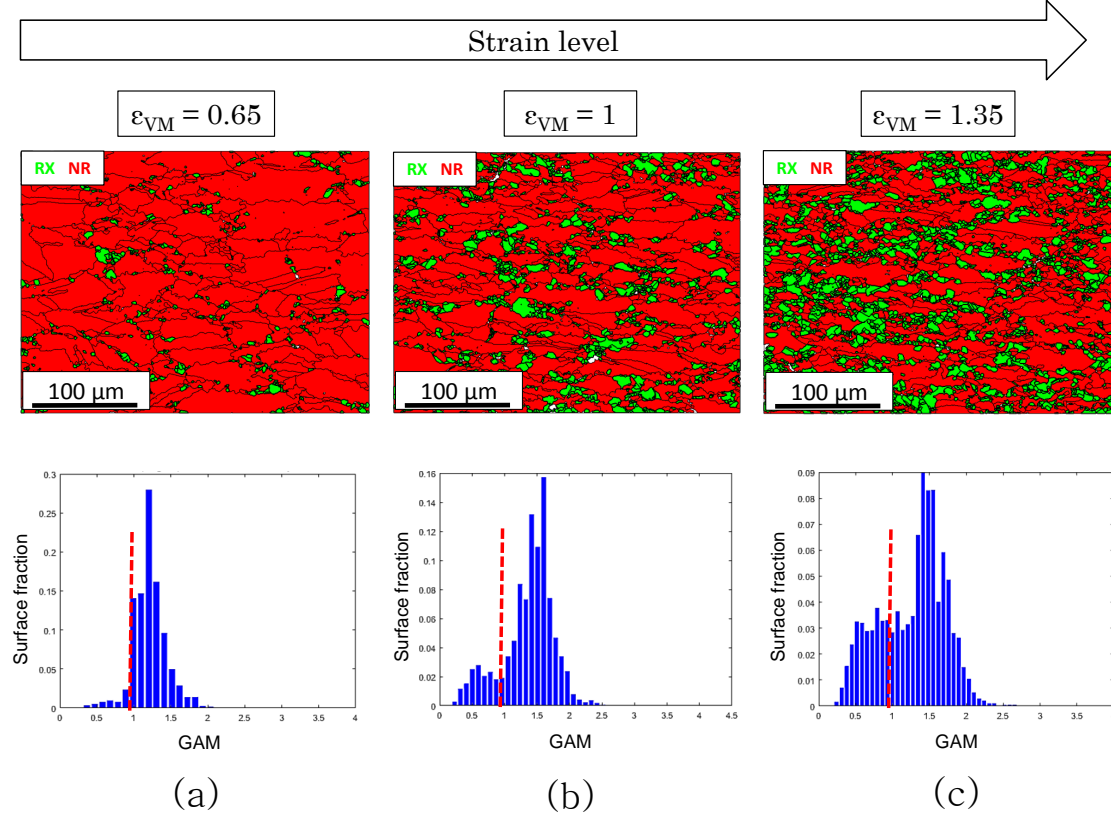 Strain level
ε_VM = 0.65
ε_VM = 1
ε_VM = 1.35
RX NR
RX NR
RX NR
100 µm
100 µm
100 µm
Surface fraction
0.3
0.25
0.2
0.15
0.1
0.05
0
0 0.5 1 1.5 2 2.5 3 3.5 4
GAM
Surface fraction
0.16
0.14
0.12
0.1
0.08
0.06
0.04
0.02
0
0 0.5 1 1.5 2 2.5 3 3.5 4 4.5
GAM
Surface fraction
0.09
0.08
0.07
0.06
0.05
0.04
0.03
0.02
0.01
0
0 0.5 1 1.5 2 2.5 3 3.5
GAM
(a)
(b)
(c)